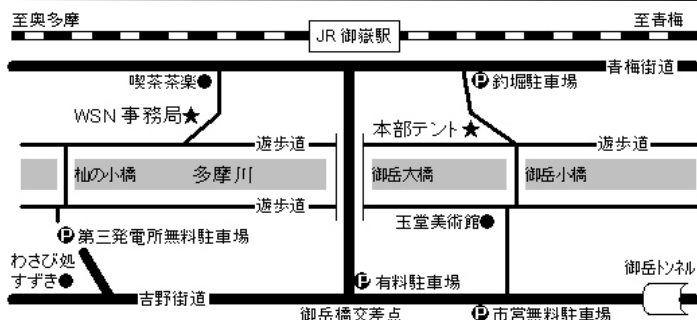 至奥多摩
至青梅
JR 御嶽駅
青梅街道
喫茶茶楽
釣堀駐車場
WSN 事務局★
本部テント★
遊歩道
遊歩道
杣の小橋
多摩川
御岳大橋
御岳小橋
遊歩道
玉堂美術館
第三発電所無料駐車場
わさび処
すずき
御岳トンネル
有料駐車場
吉野街道
御岳橋交差点
市営無料駐車場